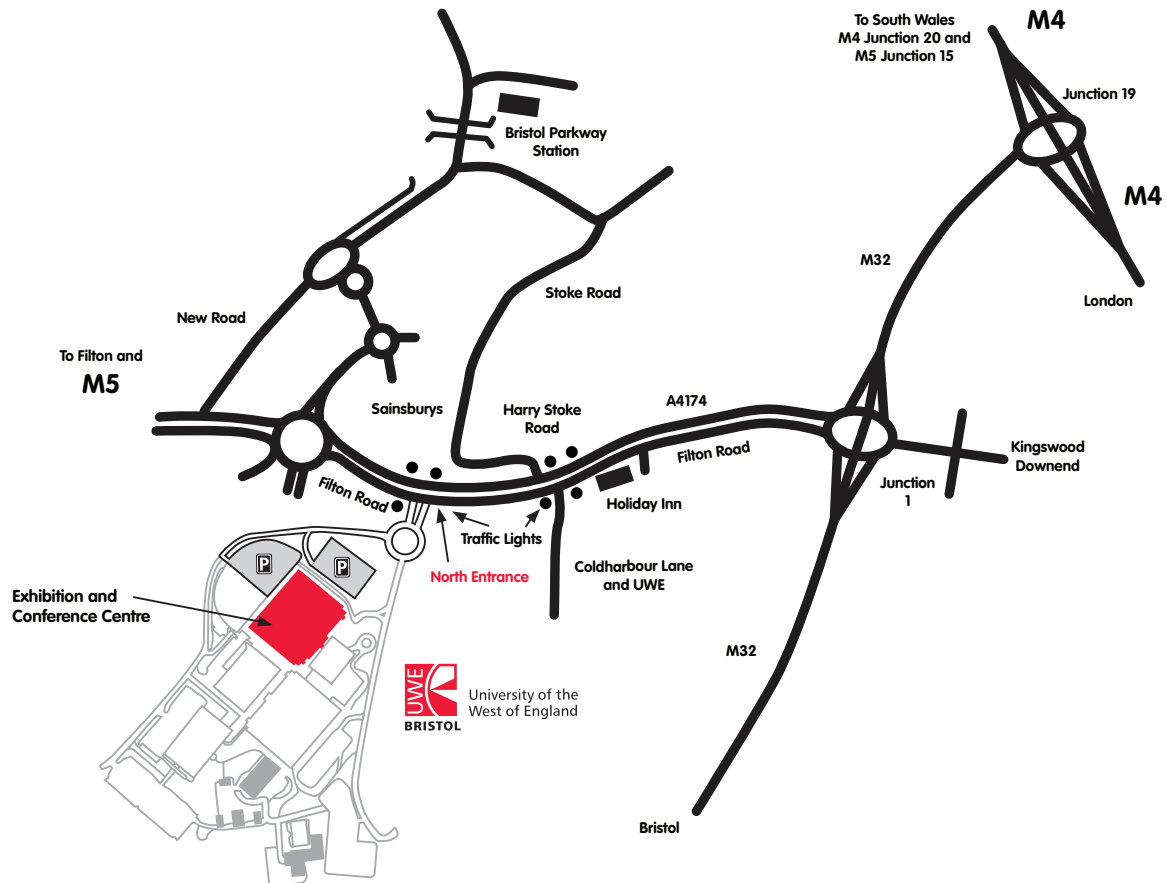 To South Wales
M4 Junction 20 and
M5 Junction 15
M4
Junction 19
Bristol Parkway
Station
M4
M32
Stoke Road
London
New Road
To Filton and
M5
Sainsburys
Harry Stoke
Road
A4174
Filton Road
Kingswood
Downend
Filton Road
Junction
1
Holiday Inn
Traffic Lights
P
P
North Entrance
Coldharbour Lane
and UWE
Exhibition and
Conference Centre
M32
UWE
BRISTOL
University of the
West of England
Bristol